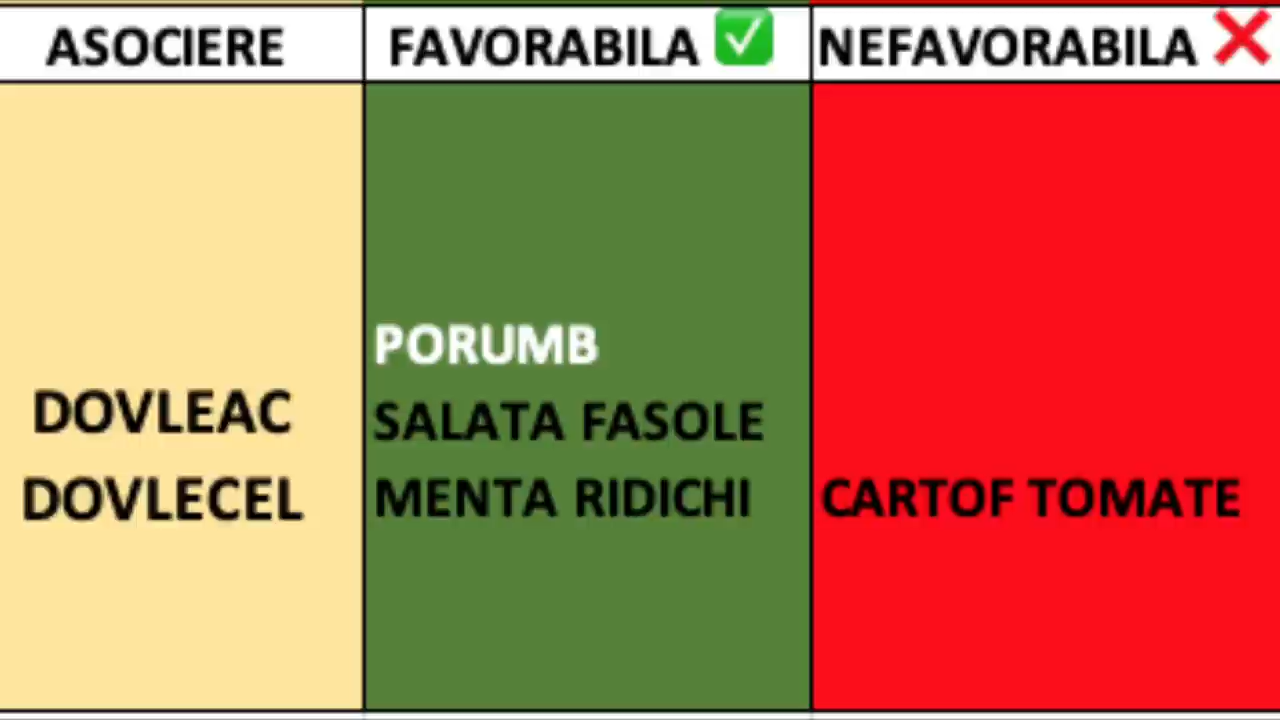 ASOCIERE
FAVORABILA ✅
NEFAVORABILA ❌
DOVLEAC
DOVLECEL
PORUMB
SALATA FASOLE
MENTA RIDICHI
CARTOF TOMATE